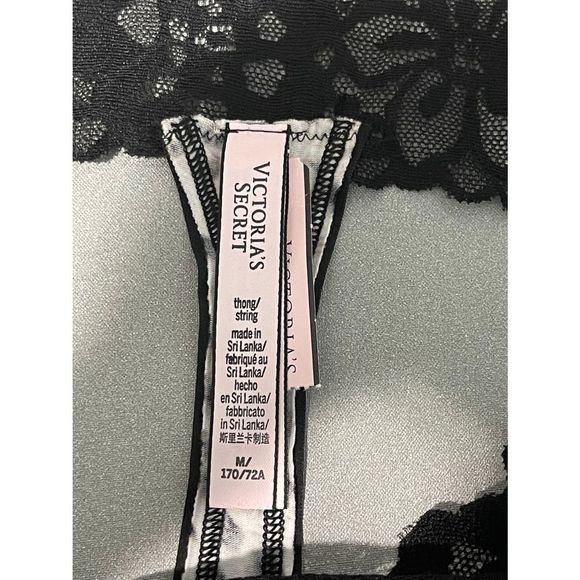 VICTORIA'S
SECRET
thong/
string
made in
Sri Lanka/
fabriqué au
Sri Lanka/
hecho
en Sri Lanka/
fabbricato
in Sri Lanka/
斯里兰卡制造
M/
170/72A
VICTORIA'S